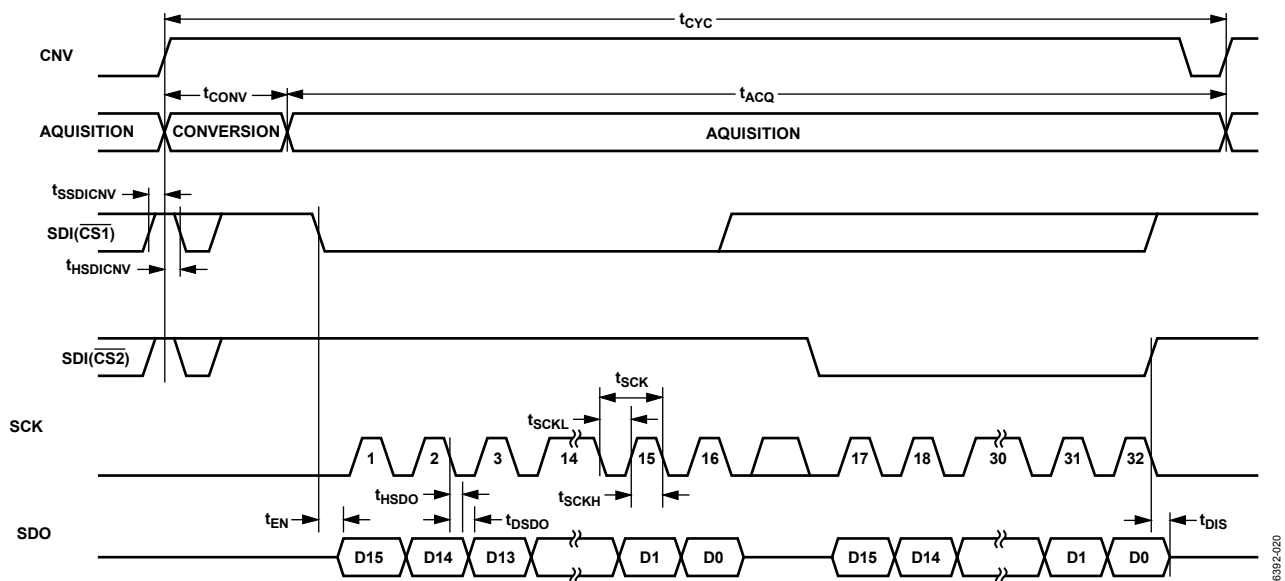 tCYC
CNV
tCONV
tACQ
AQUISITION
CONVERSION
AQUISITION
tSSDICNV
SDI(CS1)
tHSDICNV
SDI(CS2)
tSCK
tSCKL
SCK
1 2 3 14 15 16 17 18 30 31 32
tHSDO
tSCKH
tEN
tDSDO
tDIS
SDO
D15 D14 D13 D1 D0 D15 D14 D1 D0